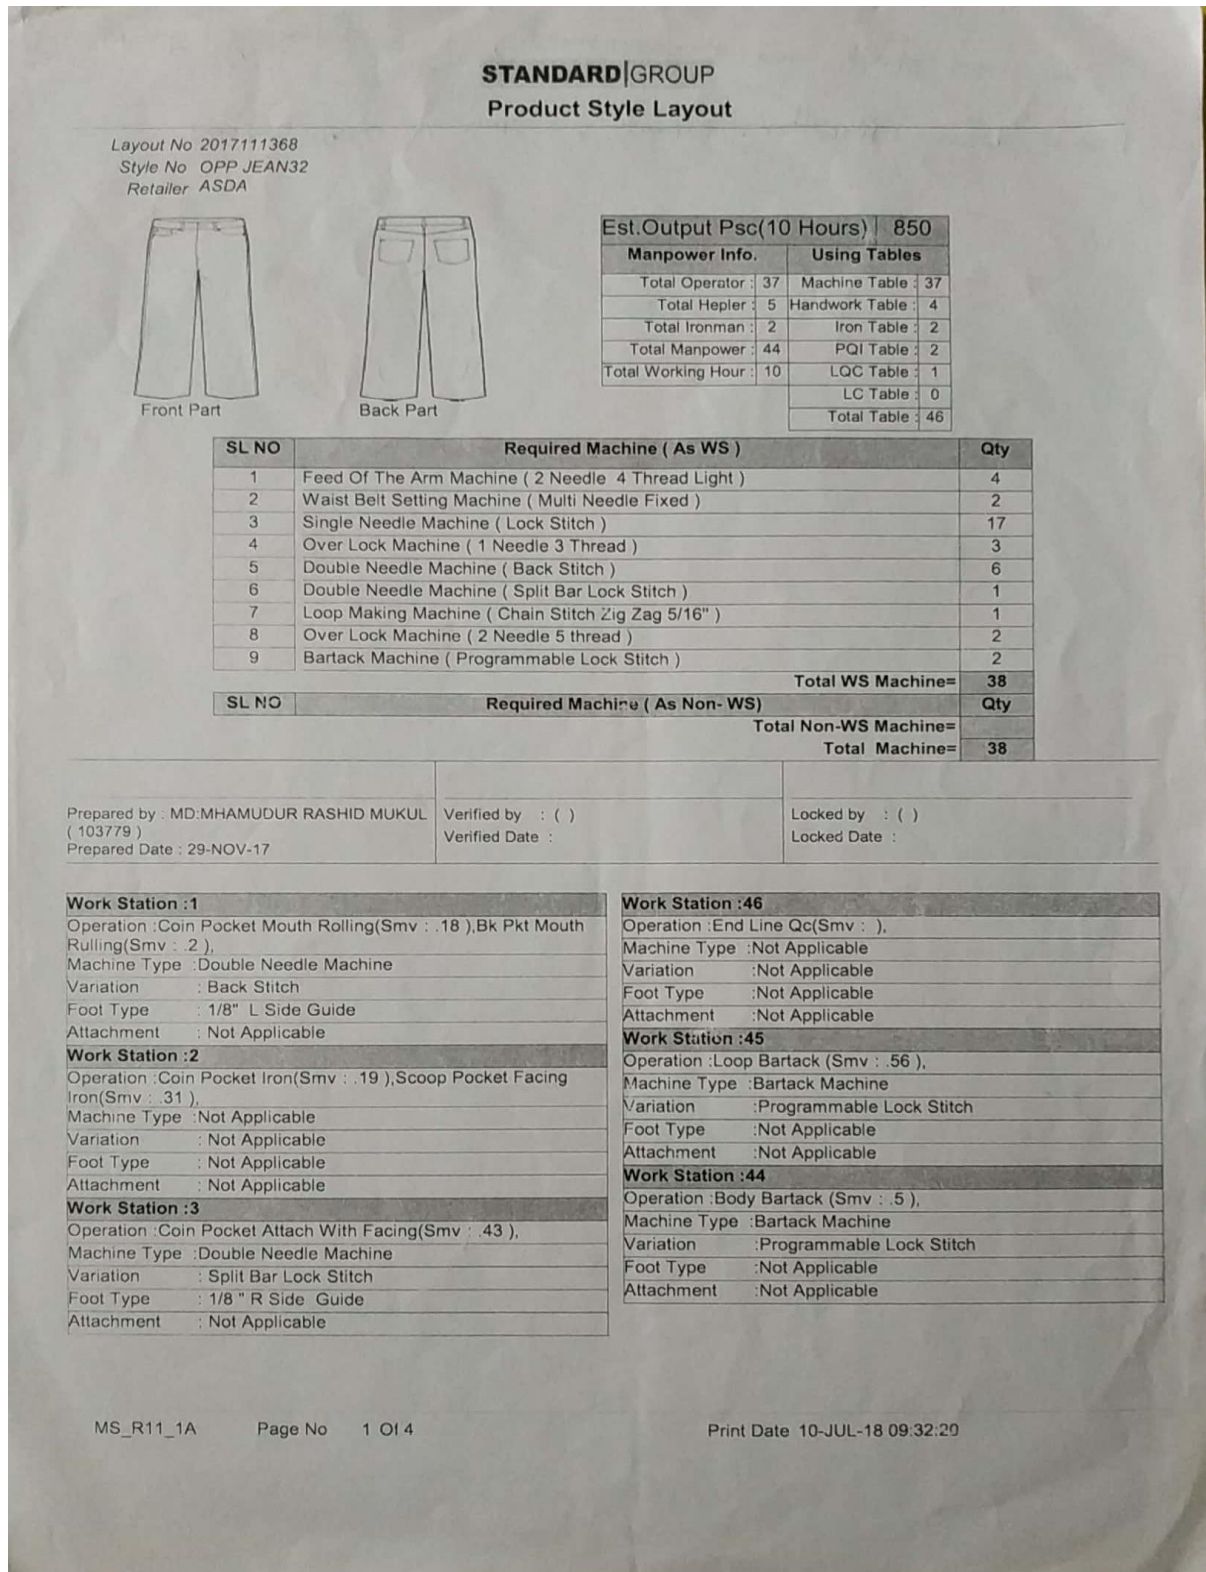 STANDARD|GROUP
Product Style Layout
Layout No 2017111368
Style No OPP JEAN32
Retailer ASDA
Front Part
Back Part
Est.Output Psc(10 Hours) 850
Manpower Info. Using Tables
Total Operator : 37 Machine Table : 37
Total Hepler : 5 Handwork Table : 4
Total Ironman : 2 Iron Table : 2
Total Manpower : 44 PQI Table : 2
Total Working Hour : 10 LQC Table : 1
LC Table : 0
Total Table : 46
SL NO Required Machine ( As WS ) Qty
1 Feed Of The Arm Machine ( 2 Needle 4 Thread Light ) 4
2 Waist Belt Setting Machine ( Multi Needle Fixed ) 2
3 Single Needle Machine ( Lock Stitch ) 17
4 Over Lock Machine ( 1 Needle 3 Thread ) 3
5 Double Needle Machine ( Back Stitch ) 6
6 Double Needle Machine ( Split Bar Lock Stitch ) 1
7 Loop Making Machine ( Chain Stitch Zig Zag 5/16" ) 1
8 Over Lock Machine ( 2 Needle 5 thread ) 2
9 Bartack Machine ( Programmable Lock Stitch ) 2
Total WS Machine= 38
SL NO Required Machine ( As Non- WS) Qty
Total Non-WS Machine=
Total Machine= 38
Prepared by : MD:MHAMUDUR RASHID MUKUL
( 103779 )
Prepared Date : 29-NOV-17
Verified by : ( )
Verified Date :
Locked by : ( )
Locked Date :
Work Station :1
Operation :Coin Pocket Mouth Rolling(Smv : .18 ),Bk Pkt Mouth
Rulling(Smv : .2 ),
Machine Type :Double Needle Machine
Variation : Back Stitch
Foot Type : 1/8" L Side Guide
Attachment : Not Applicable
Work Station :2
Operation :Coin Pocket Iron(Smv : .19 ),Scoop Pocket Facing
Iron(Smv : .31 ),
Machine Type :Not Applicable
Variation : Not Applicable
Foot Type : Not Applicable
Attachment : Not Applicable
Work Station :3
Operation :Coin Pocket Attach With Facing(Smv : .43 ),
Machine Type :Double Needle Machine
Variation : Split Bar Lock Stitch
Foot Type : 1/8 " R Side Guide
Attachment : Not Applicable
Work Station :46
Operation :End Line Qc(Smv : ),
Machine Type :Not Applicable
Variation :Not Applicable
Foot Type :Not Applicable
Attachment :Not Applicable
Work Station :45
Operation :Loop Bartack (Smv : .56 ),
Machine Type :Bartack Machine
Variation :Programmable Lock Stitch
Foot Type :Not Applicable
Attachment :Not Applicable
Work Station :44
Operation :Body Bartack (Smv : .5 ),
Machine Type :Bartack Machine
Variation :Programmable Lock Stitch
Foot Type :Not Applicable
Attachment :Not Applicable
MS_R11_1A Page No 1 Of 4 Print Date 10-JUL-18 09:32:20